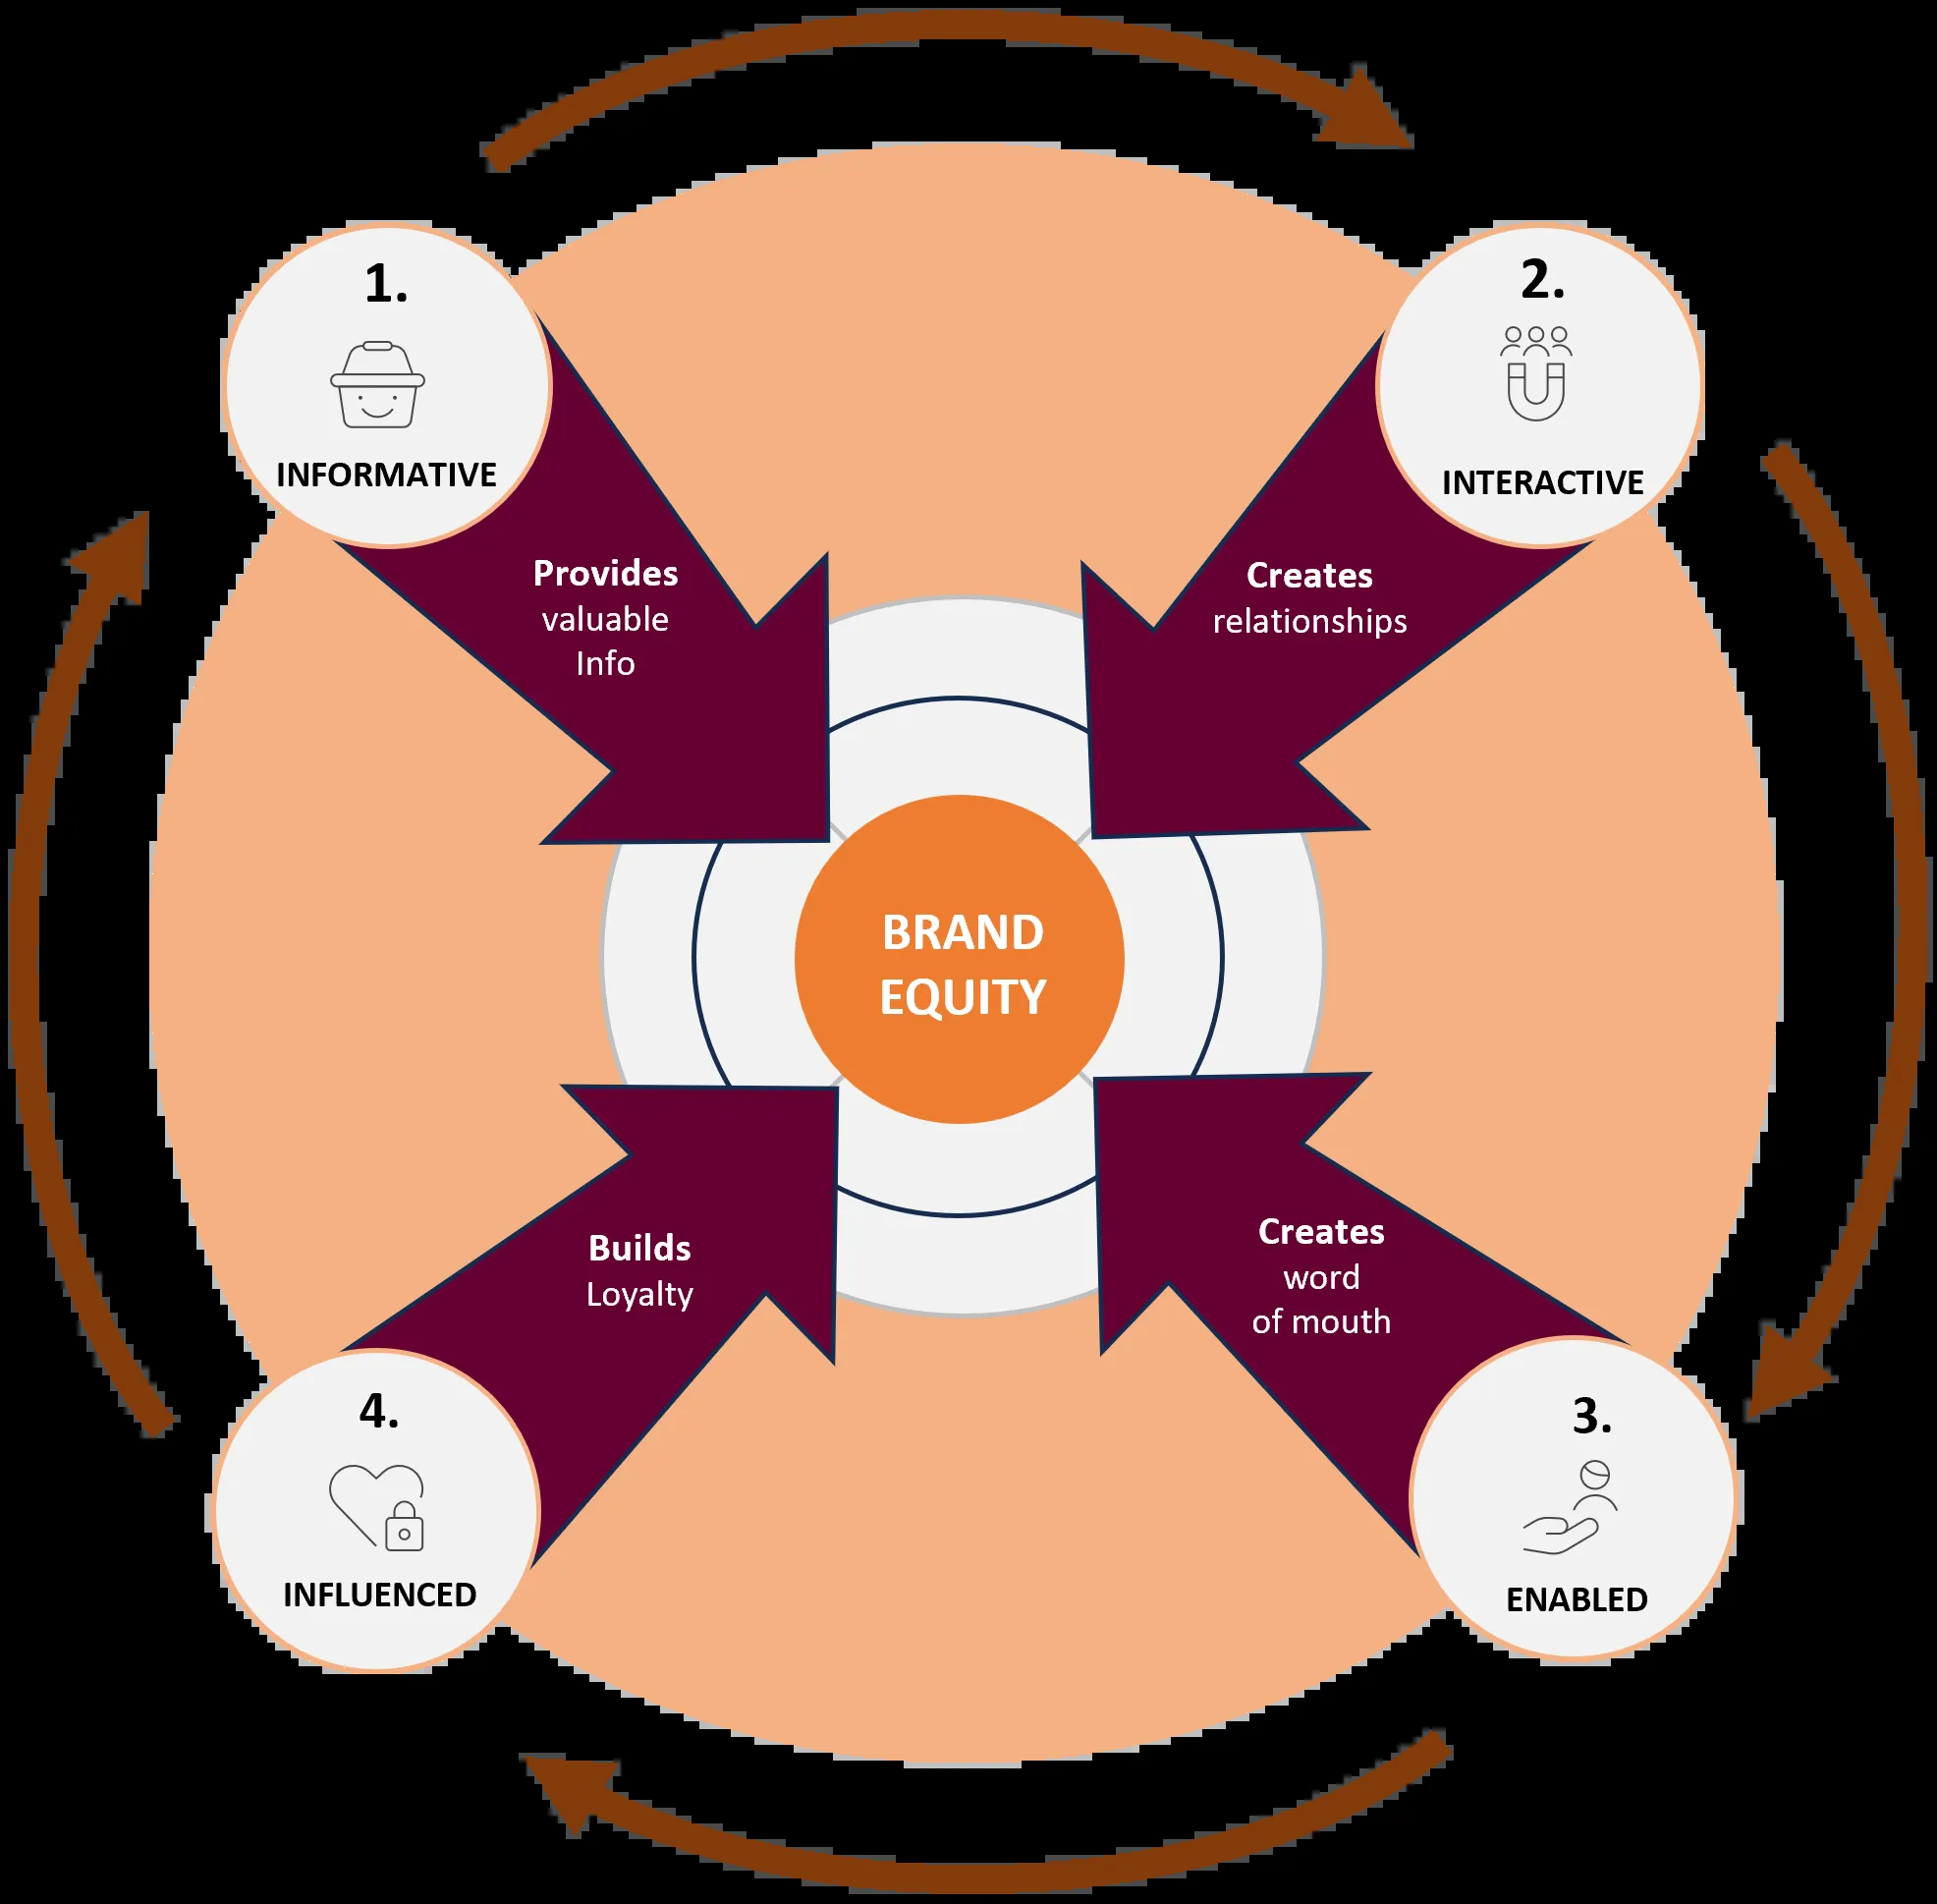 1.
INFORMATIVE
Provides
valuable
Info
2.
INTERACTIVE
Creates
relationships
BRAND
EQUITY
Creates
word
of mouth
3.
ENABLED
Builds
Loyalty
4.
INFLUENCED